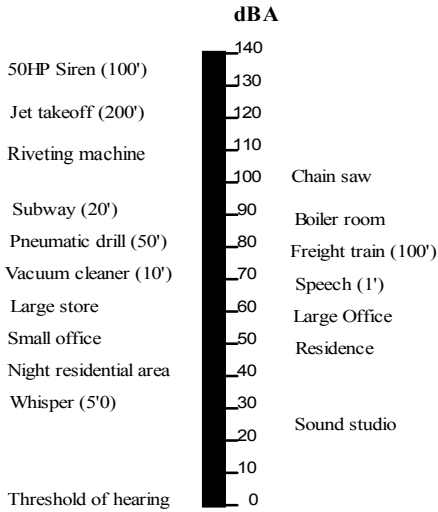 dBA
140
50HP Siren (100')
130
Jet takeoff (200')
120
Riveting machine
110
100
Chain saw
Subway (20')
90
Boiler room
Pneumatic drill (50')
80
Freight train (100')
Vacuum cleaner (10')
70
Speech (1')
Large store
60
Large Office
Small office
50
Residence
Night residential area
40
Whisper (5'0)
30
Sound studio
20
10
Threshold of hearing
0